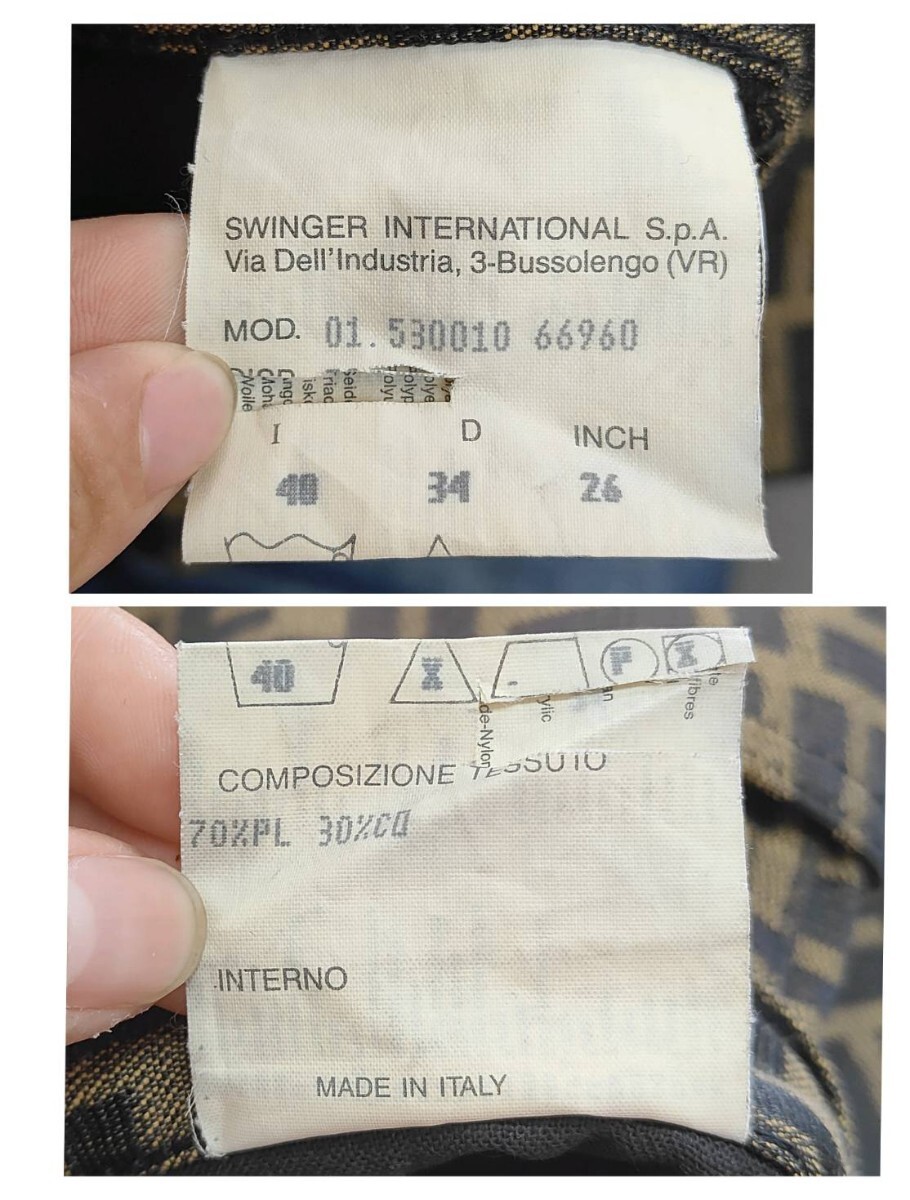 SWINGER INTERNATIONAL S.p.A.
Via Dell'Industria, 3-Bussolengo (VR)
MOD. 01.530010 66960
I D INCH
40 34 26
40 X P X
COMPOSIZIONE TESSUTO
70%PL 30%CO
INTERNO
MADE IN ITALY